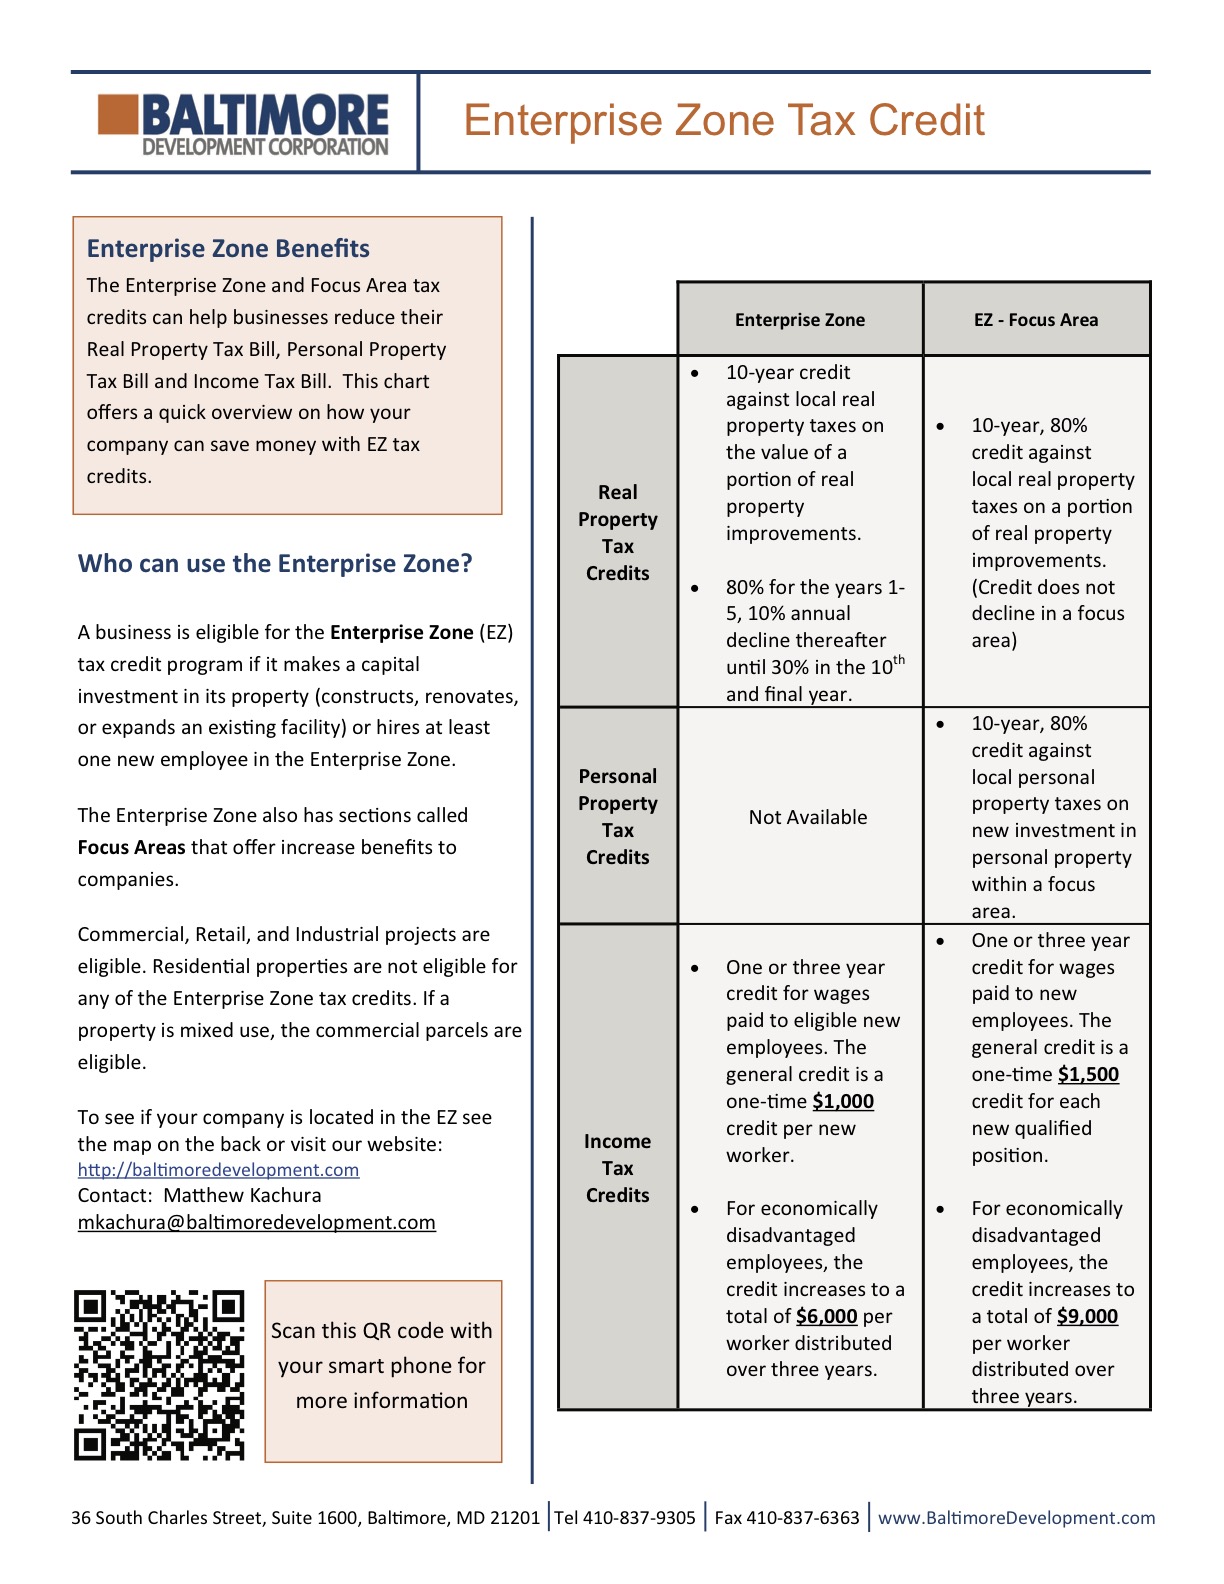 BALTIMORE
DEVELOPMENT CORPORATION
Enterprise Zone Tax Credit
Enterprise Zone Benefits
The Enterprise Zone and Focus Area tax
credits can help businesses reduce their
Real Property Tax Bill, Personal Property
Tax Bill and Income Tax Bill.  This chart
offers a quick overview on how your
company can save money with EZ tax
credits.
Who can use the Enterprise Zone?
A business is eligible for the Enterprise Zone (EZ)
tax credit program if it makes a capital
investment in its property (constructs, renovates,
or expands an existing facility) or hires at least
one new employee in the Enterprise Zone.
The Enterprise Zone also has sections called
Focus Areas that offer increase benefits to
companies.
Commercial, Retail, and Industrial projects are
eligible. Residential properties are not eligible for
any of the Enterprise Zone tax credits. If a
property is mixed use, the commercial parcels are
eligible.
To see if your company is located in the EZ see
the map on the back or visit our website:
http://baltimoredevelopment.com
Contact:  Matthew Kachura
mkachura@baltimoredevelopment.com
Scan this QR code with
your smart phone for
more information
Enterprise Zone
EZ - Focus Area
Real
Property
Tax
Credits
• 10-year credit
against local real
property taxes on
the value of a
portion of real
property
improvements.
• 80% for the years 1-
5, 10% annual
decline thereafter
until 30% in the 10th
and final year.
• 10-year, 80%
credit against
local real property
taxes on a portion
of real property
improvements.
(Credit does not
decline in a focus
area)
Personal
Property
Tax
Credits
Not Available
• 10-year, 80%
credit against
local personal
property taxes on
new investment in
personal property
within a focus
area.
Income
Tax
Credits
• One or three year
credit for wages
paid to eligible new
employees. The
general credit is a
one-time $1,000
credit per new
worker.
• For economically
disadvantaged
employees, the
credit increases to a
total of $6,000 per
worker distributed
over three years.
• One or three year
credit for wages
paid to new
employees. The
general credit is a
one-time $1,500
credit for each
new qualified
position.
• For economically
disadvantaged
employees, the
credit increases to
a total of $9,000
per worker
distributed over
three years.
36 South Charles Street, Suite 1600, Baltimore, MD 21201 | Tel 410-837-9305 | Fax 410-837-6363 | www.BaltimoreDevelopment.com